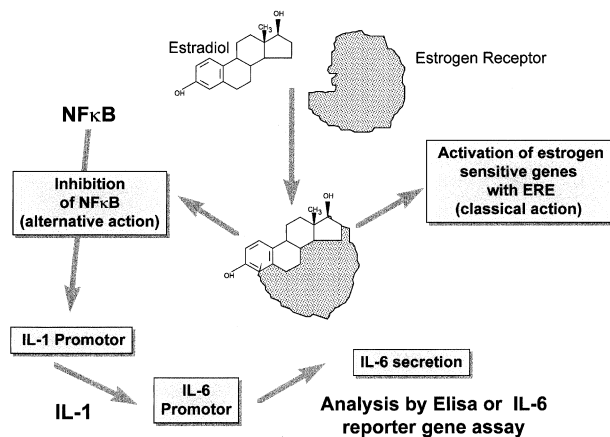 OH
CH3
Estradiol
Estrogen Receptor
HO
NFκB
Activation of estrogen
sensitive genes
with ERE
(classical action)
Inhibition
of NFκB
(alternative action)
OH
CH3
HO
IL-1 Promotor
IL-6 secretion
IL-6
Promotor
IL-1
Analysis by Elisa or IL-6
reporter gene assay